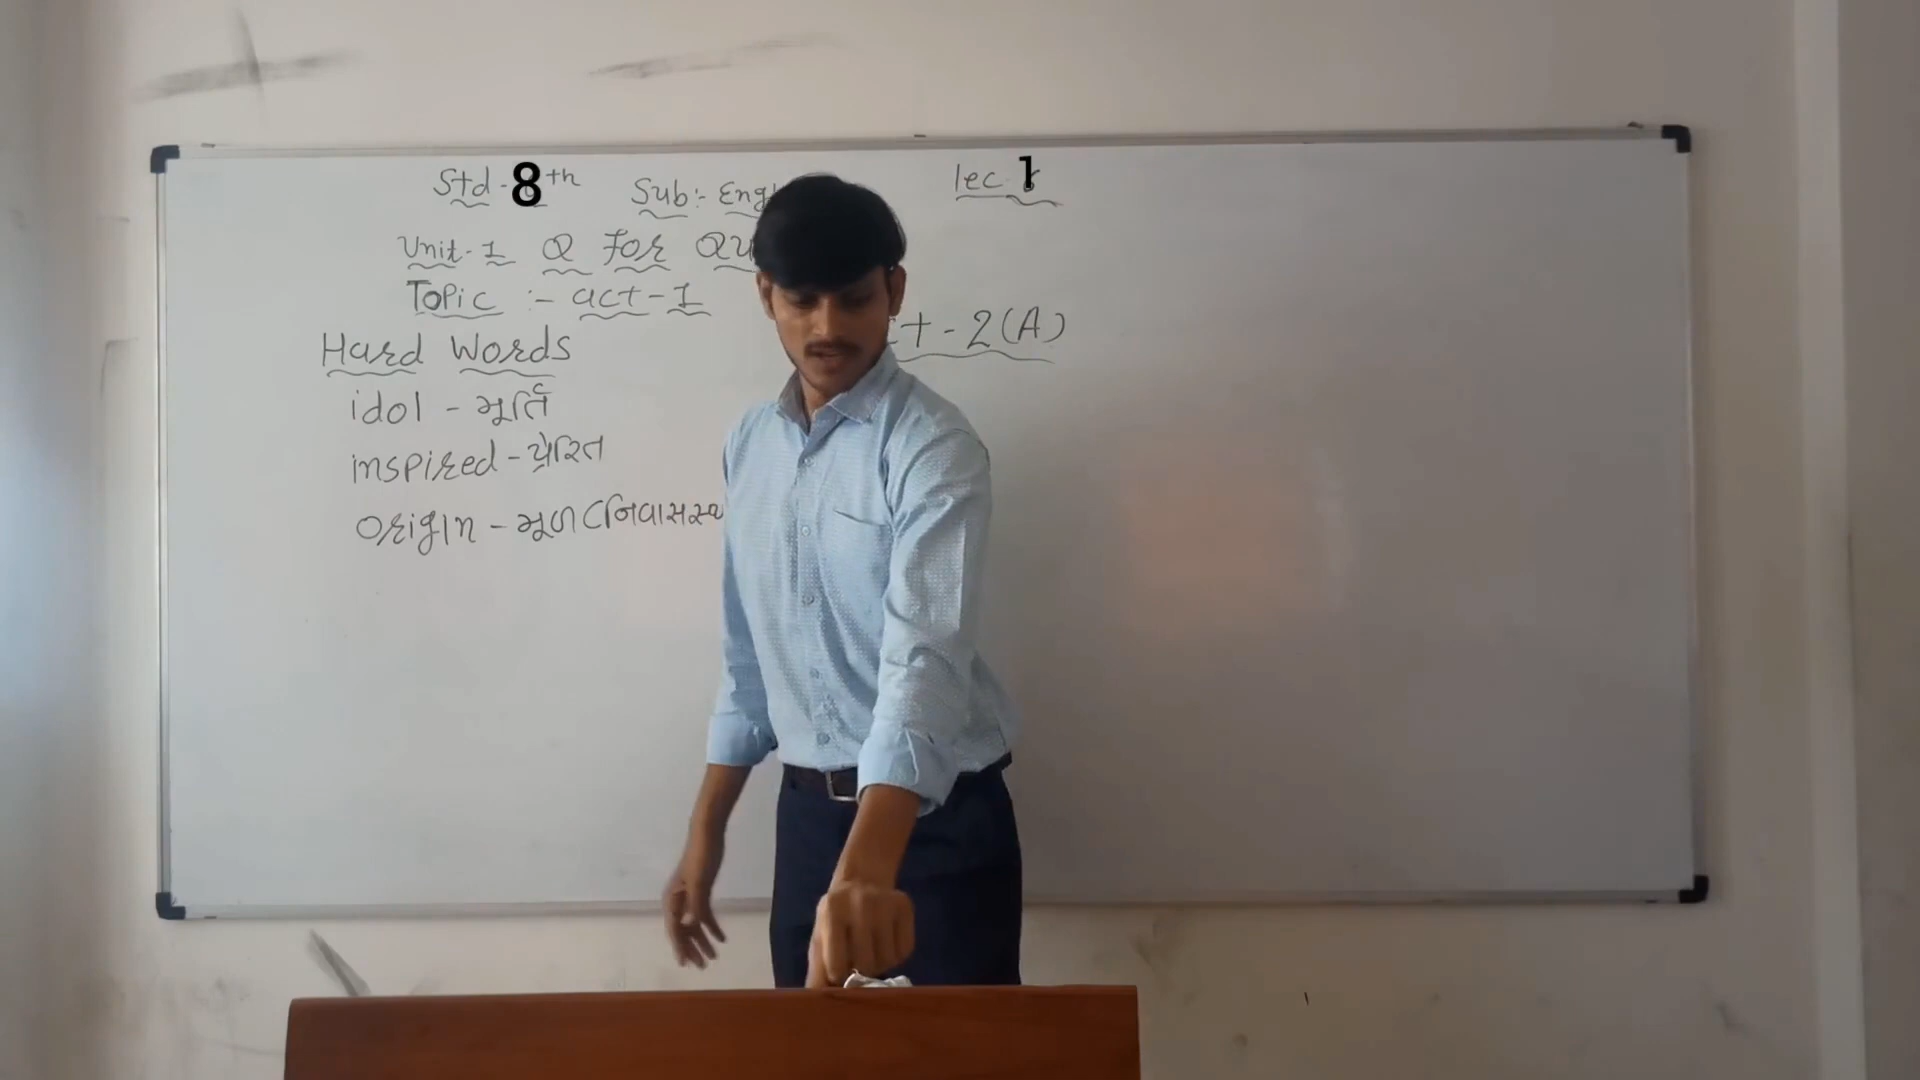 Std - 8th Sub:- Eng lec 1
Unit-1 Q For Qu
Topic :- act-1
ct - 2(A)
Hard Words
idol - મૂર્તિ
inspired - પ્રેરિત
Origin - મૂળ નિવાસસ્થ